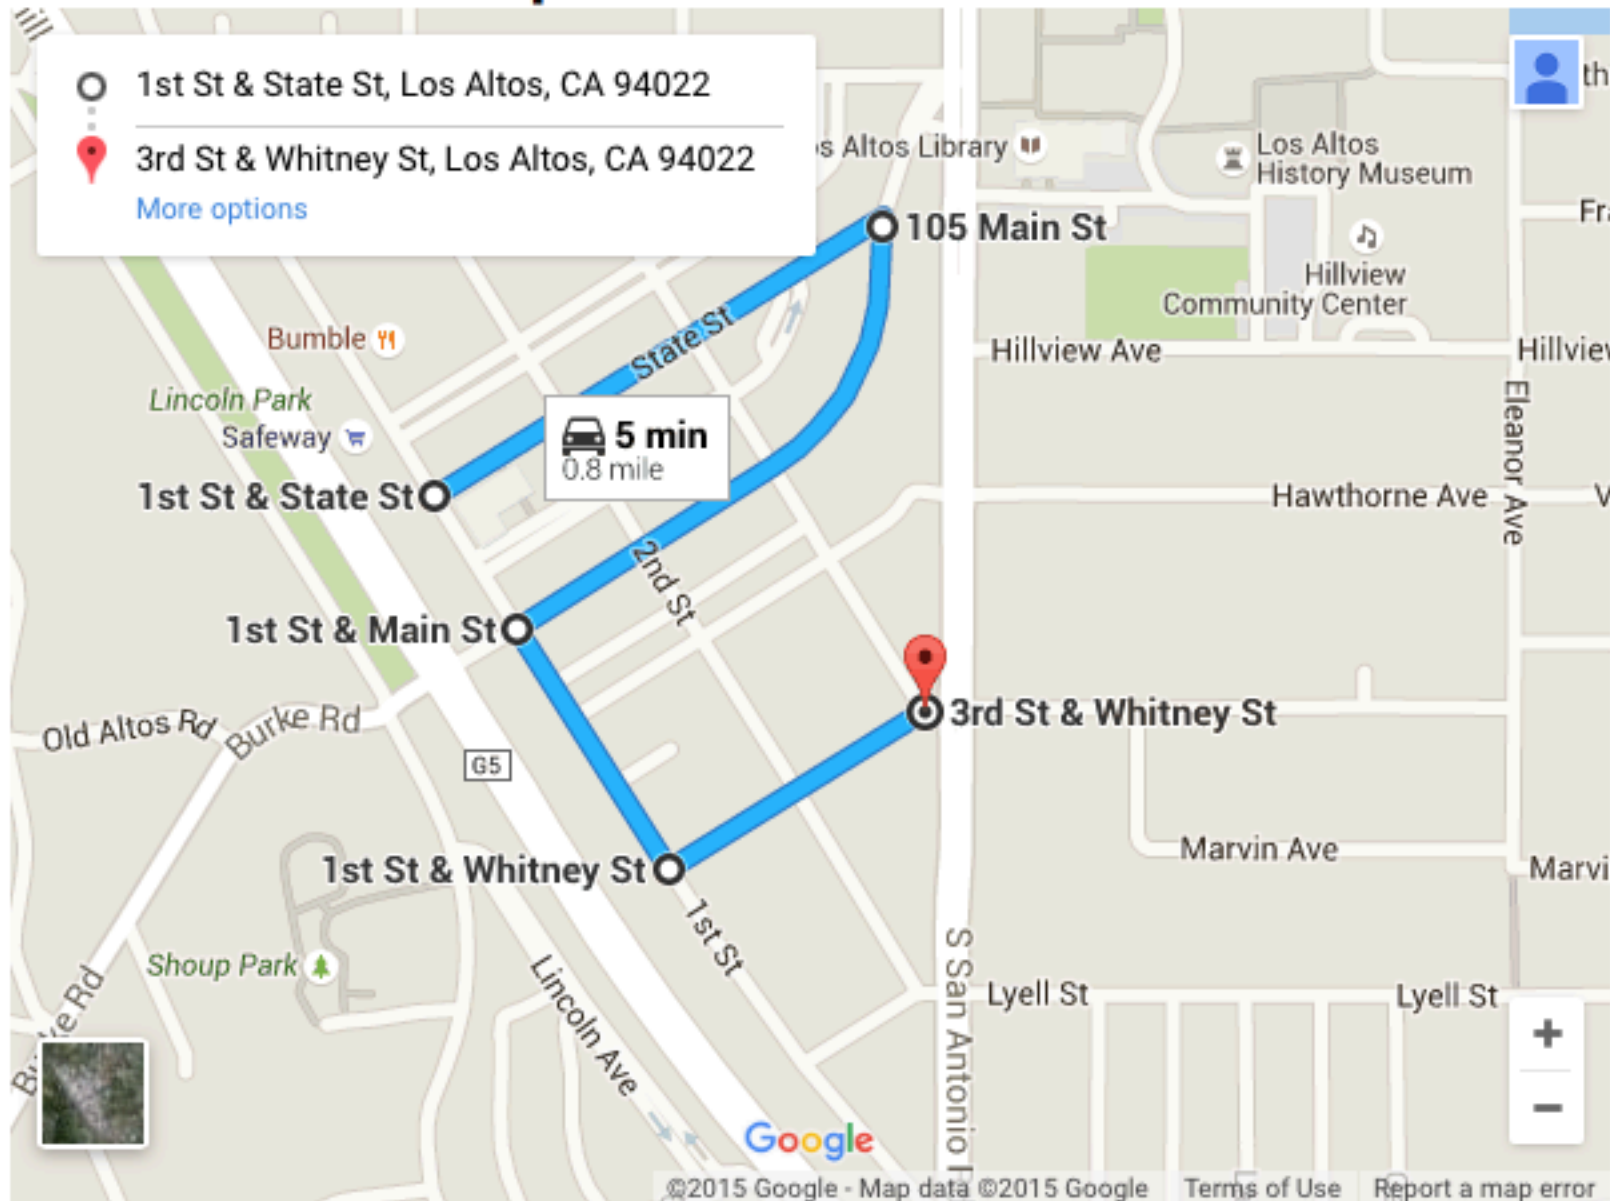 1st St & State St, Los Altos, CA 94022
3rd St & Whitney St, Los Altos, CA 94022
More options
Altos Library
Los Altos
History Museum
105 Main St
Hillview
Community Center
State St
Bumble
Hillview Ave
Lincoln Park
Safeway
5 min
0.8 mile
Eleanor Ave
1st St & State St
Hawthorne Ave
2nd St
1st St & Main St
3rd St & Whitney St
Old Altos Rd
Burke Rd
G5
Marvin Ave
1st St & Whitney St
1st St
Shoup Park
S San Antonio
Lyell St
Lyell St
Lincoln Ave
Rd
Google
©2015 Google - Map data ©2015 Google
Terms of Use
Report a map error